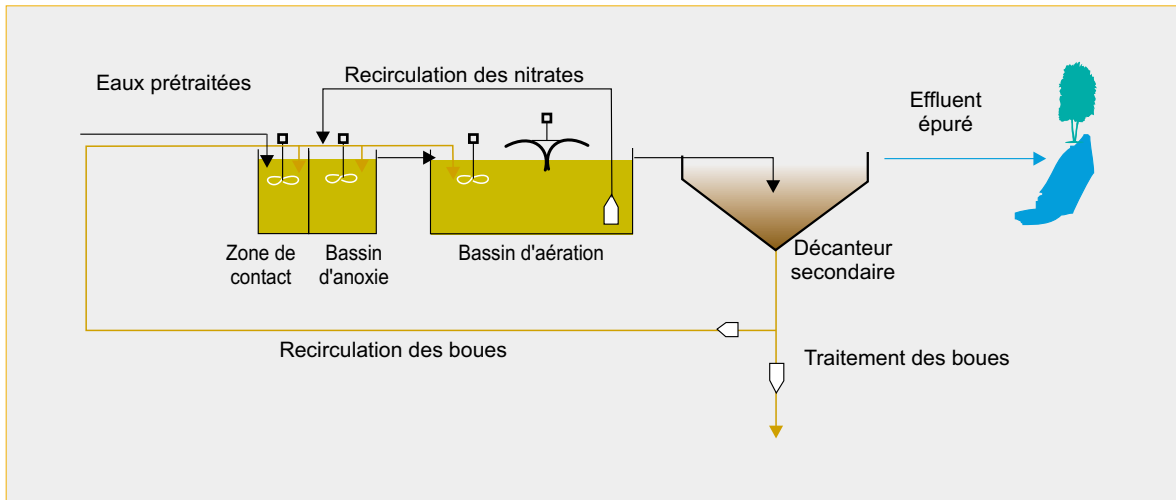 Eaux prétraitées
Recirculation des nitrates
Effluent
épuré
Zone de
contact
Bassin
d'anoxie
Bassin d'aération
Décanteur
secondaire
Recirculation des boues
Traitement des boues